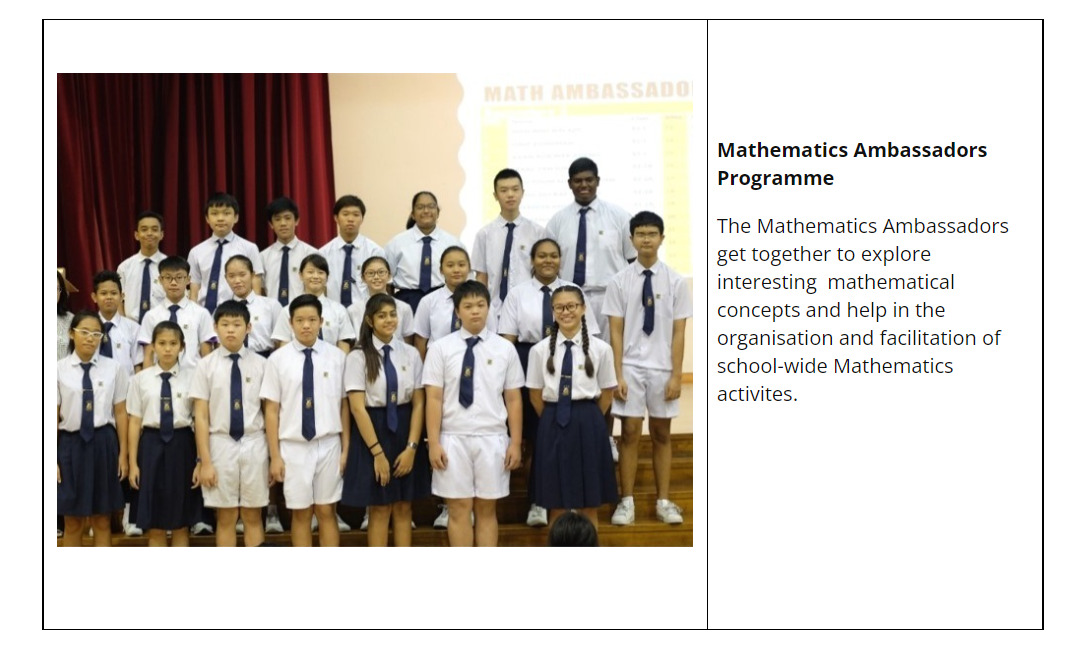 MATH AMBASSADO
Mathematics Ambassadors
Programme
The Mathematics Ambassadors
get together to explore
interesting  mathematical
concepts and help in the
organisation and facilitation of
school-wide Mathematics
activites.